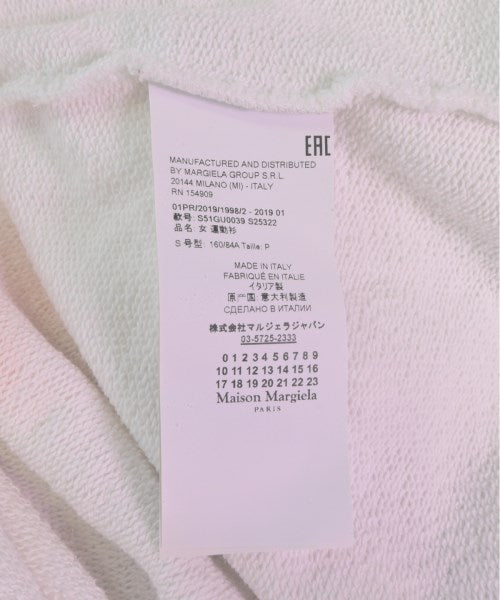 EAC
MANUFACTURED AND DISTRIBUTED
BY MARGIELA GROUP S.R.L.
20144 MILANO (MI) - ITALY
RN 154909
01PR/2019/1998/2 - 2019 01
款号: S51GU0039 S25322
品名: 女 運動衫
S 号型: 160/84A Taille: P
MADE IN ITALY
FABRIQUÉ EN ITALIE
イタリア製
原产国 意大利製造
СДЕЛАНО В ИТАЛИИ
株式会社マルジェラジャパン
03-5725-2333
0 1 2 3 4 5 6 7 8 9
10 11 12 13 14 15 16
17 18 19 20 21 22 23
Maison Margiela
PARIS